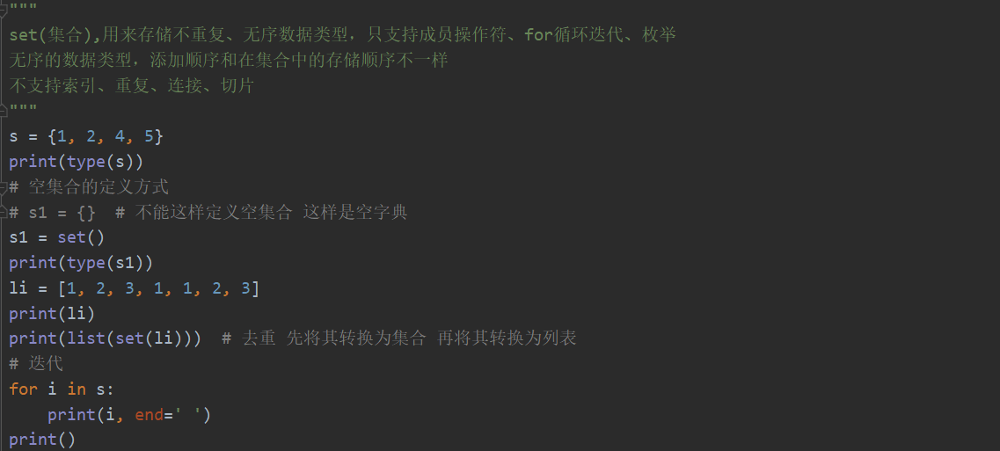 """
set(集合),用来存储不重复、无序数据类型，只支持成员操作符、for循环迭代、枚举
无序的数据类型，添加顺序和在集合中的存储顺序不一样
不支持索引、重复、连接、切片
"""
s = {1, 2, 4, 5}
print(type(s))
# 空集合的定义方式
# s1 = {}  # 不能这样定义空集合 这样是空字典
s1 = set()
print(type(s1))
li = [1, 2, 3, 1, 1, 2, 3]
print(li)
print(list(set(li)))  # 去重 先将其转换为集合 再将其转换为列表
# 迭代
for i in s:
    print(i, end=' ')
print()